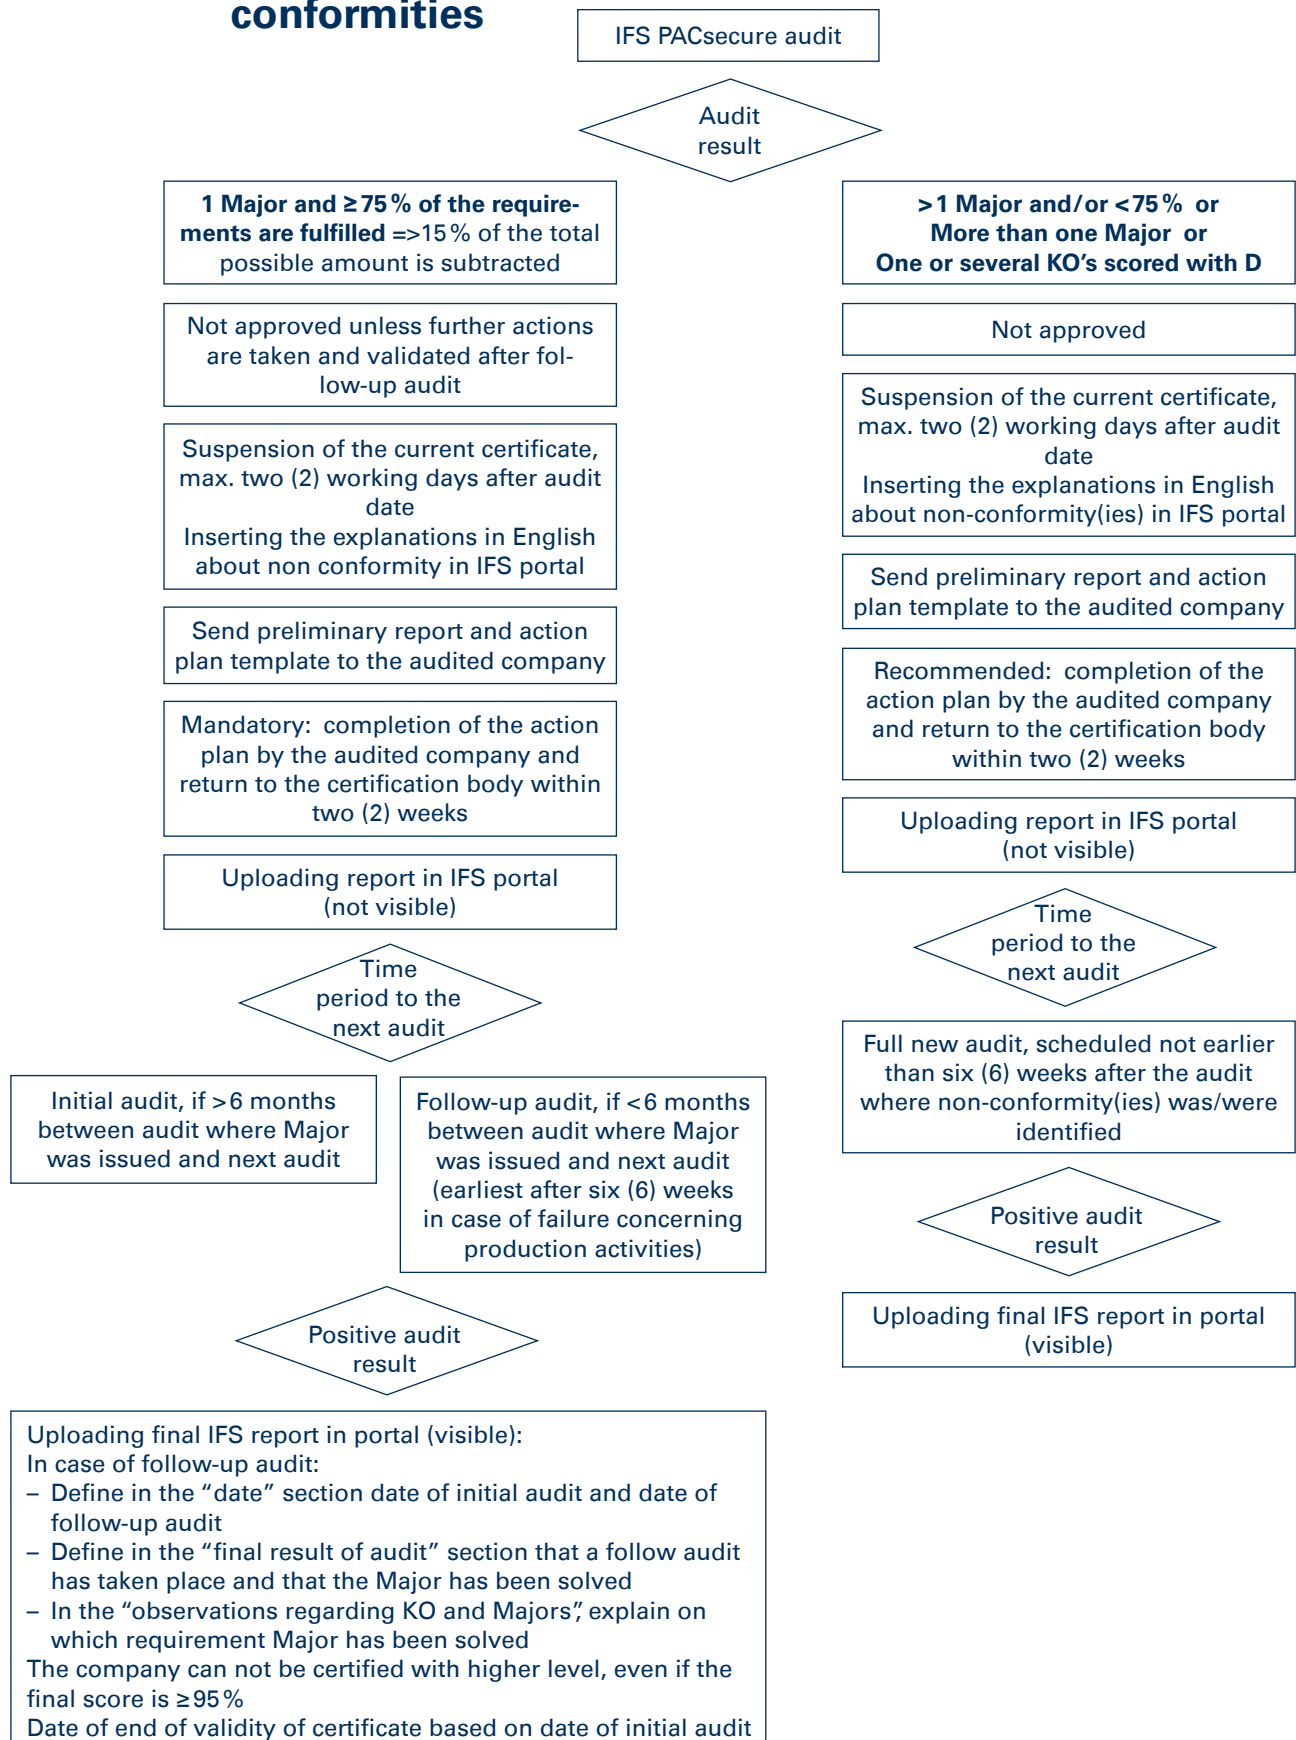 conformities
IFS PACsecure audit
Audit
result
1 Major and ≥75% of the require-
ments are fulfilled =>15% of the total
possible amount is subtracted
Not approved unless further actions
are taken and validated after fol-
low-up audit
Suspension of the current certificate,
max. two (2) working days after audit
date
Inserting the explanations in English
about non conformity in IFS portal
Send preliminary report and action
plan template to the audited company
Mandatory: completion of the action
plan by the audited company and
return to the certification body within
two (2) weeks
Uploading report in IFS portal
(not visible)
Time
period to the
next audit
Initial audit, if >6 months
between audit where Major
was issued and next audit
Follow-up audit, if <6 months
between audit where Major
was issued and next audit
(earliest after six (6) weeks
in case of failure concerning
production activities)
Positive audit
result
Uploading final IFS report in portal (visible):
In case of follow-up audit:
– Define in the “date” section date of initial audit and date of
follow-up audit
– Define in the “final result of audit” section that a follow audit
has taken place and that the Major has been solved
– In the “observations regarding KO and Majors”, explain on
which requirement Major has been solved
The company can not be certified with higher level, even if the
final score is ≥95%
Date of end of validity of certificate based on date of initial audit
>1 Major and/or <75% or
More than one Major or
One or several KO’s scored with D
Not approved
Suspension of the current certificate,
max. two (2) working days after audit
date
Inserting the explanations in English
about non-conformity(ies) in IFS portal
Send preliminary report and action
plan template to the audited company
Recommended: completion of the
action plan by the audited company
and return to the certification body
within two (2) weeks
Uploading report in IFS portal
(not visible)
Time
period to the
next audit
Full new audit, scheduled not earlier
than six (6) weeks after the audit
where non-conformity(ies) was/were
identified
Positive audit
result
Uploading final IFS report in portal
(visible)